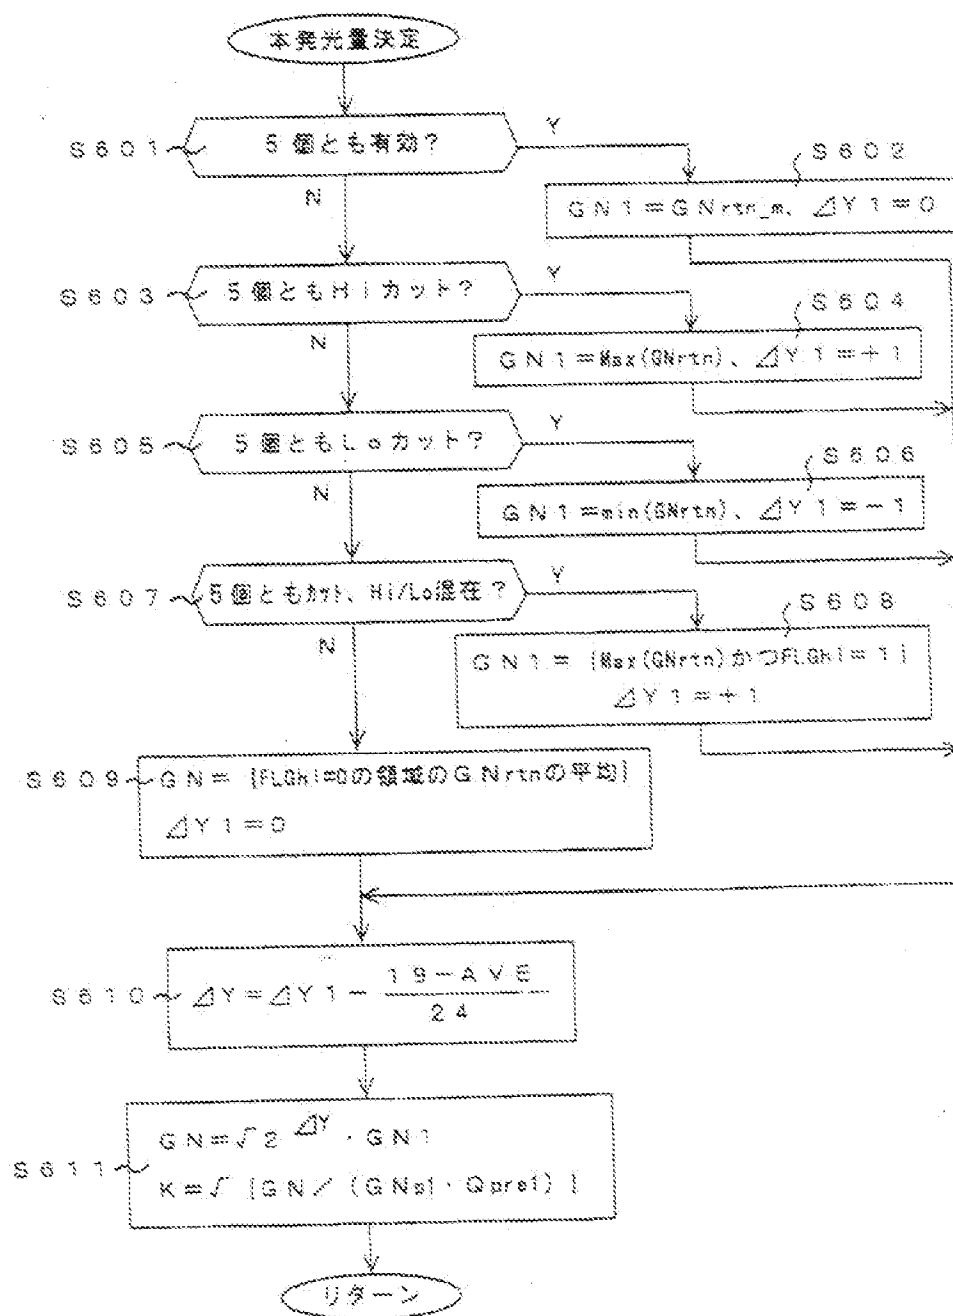 本発光量決定
S601
5個とも有効?
Y
N
S602
GN1=GNrtn_m、⊿Y1=0
S603
5個ともHiカット?
Y
N
S604
GN1=Max(GNrtn)、⊿Y1=+1
S605
5個ともLoカット?
Y
N
S606
GN1=min(GNrtn)、⊿Y1=-1
S607
5個ともカット、Hi/Lo混在?
Y
N
S608
GN1= [Max(GNrtn)かつFLGhi=1]
⊿Y1=+1
S609
GN= [FLGhi=0の領域のGNrtnの平均]
⊿Y1=0
S610
⊿Y=⊿Y1- 19-AVE
24
S611
GN=√2 ⊿Y · GN1
K=√ [GN/ (GNp1·Qpre1) ]
リターン